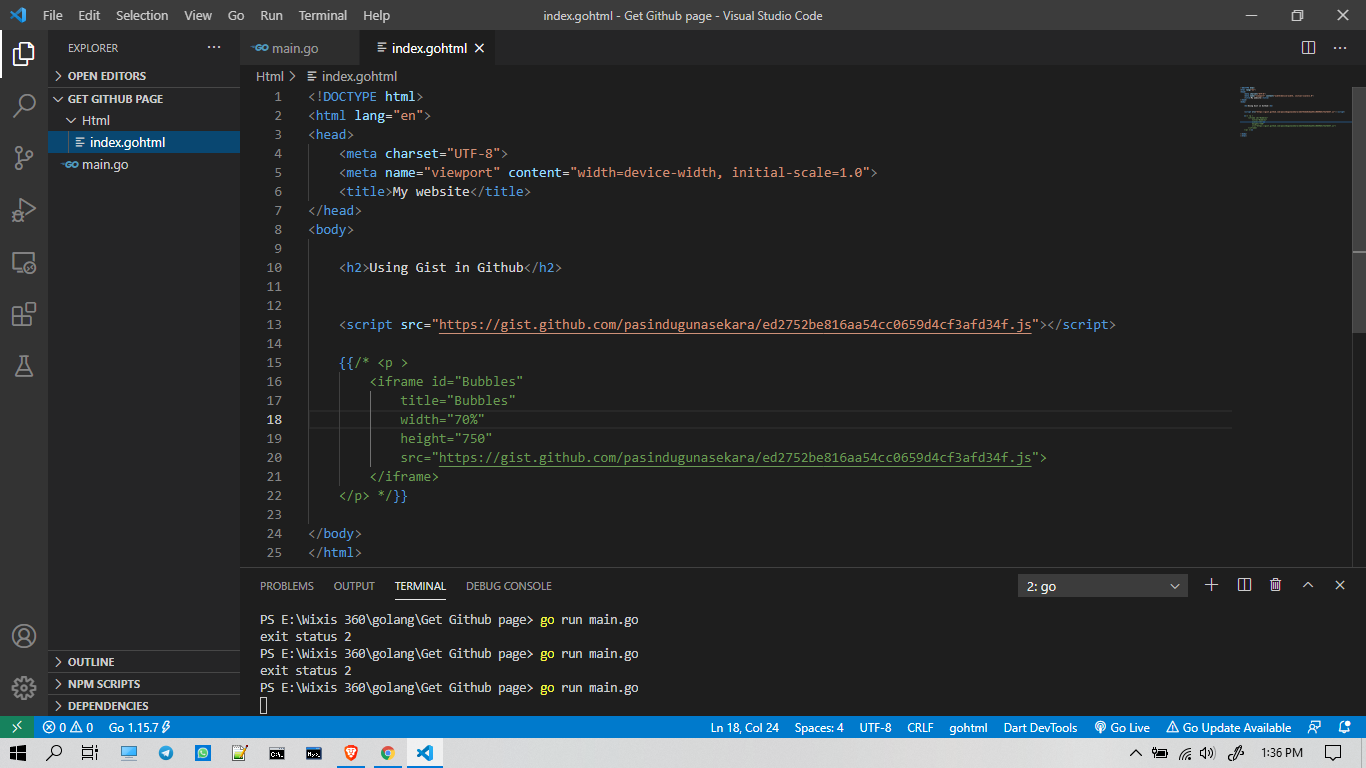 File Edit Selection View Go Run Terminal Help
index.gohtml - Get Github page - Visual Studio Code
EXPLORER
OPEN EDITORS
GET GITHUB PAGE
Html
index.gohtml
main.go
OUTLINE
NPM SCRIPTS
DEPENDENCIES
main.go index.gohtml
Html > index.gohtml
1 <!DOCTYPE html>
2 <html lang="en">
3 <head>
4 <meta charset="UTF-8">
5 <meta name="viewport" content="width=device-width, initial-scale=1.0">
6 <title>My website</title>
7 </head>
8 <body>
9
10 <h2>Using Gist in Github</h2>
11
12
13 <script src="https://gist.github.com/pasindugunasekara/ed2752be816aa54cc0659d4cf3afd34f.js"></script>
14
15 {{/* <p >
16 <iframe id="Bubbles"
17 title="Bubbles"
18 width="70%"
19 height="750"
20 src="https://gist.github.com/pasindugunasekara/ed2752be816aa54cc0659d4cf3afd34f.js">
21 </iframe>
22 </p> */}}
23
24 </body>
25 </html>
PROBLEMS OUTPUT TERMINAL DEBUG CONSOLE 2: go
PS E:\Wixis 360\golang\Get Github page> go run main.go
exit status 2
PS E:\Wixis 360\golang\Get Github page> go run main.go
exit status 2
PS E:\Wixis 360\golang\Get Github page> go run main.go
0 0 Go 1.15.7 Ln 18, Col 24 Spaces: 4 UTF-8 CRLF gohtml Dart DevTools Go Live Go Update Available
1:36 PM